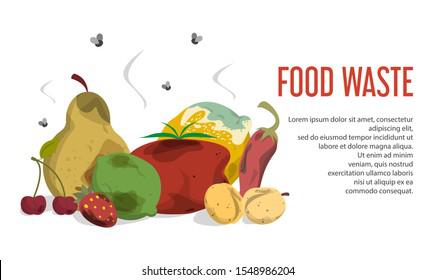 FOOD WASTE
Lorem ipsum dolor sit amet, consectetur
adipiscing elit,
sed do eiusmod tempor incididunt
ut labore et dolore magna aliqua.
Ut enim ad minim veniam,
quis nostrud
exercitation ullamco laboris
nisi ut aliquip
ex ea commodo
consequat.
shutterstock.com · 1548986204